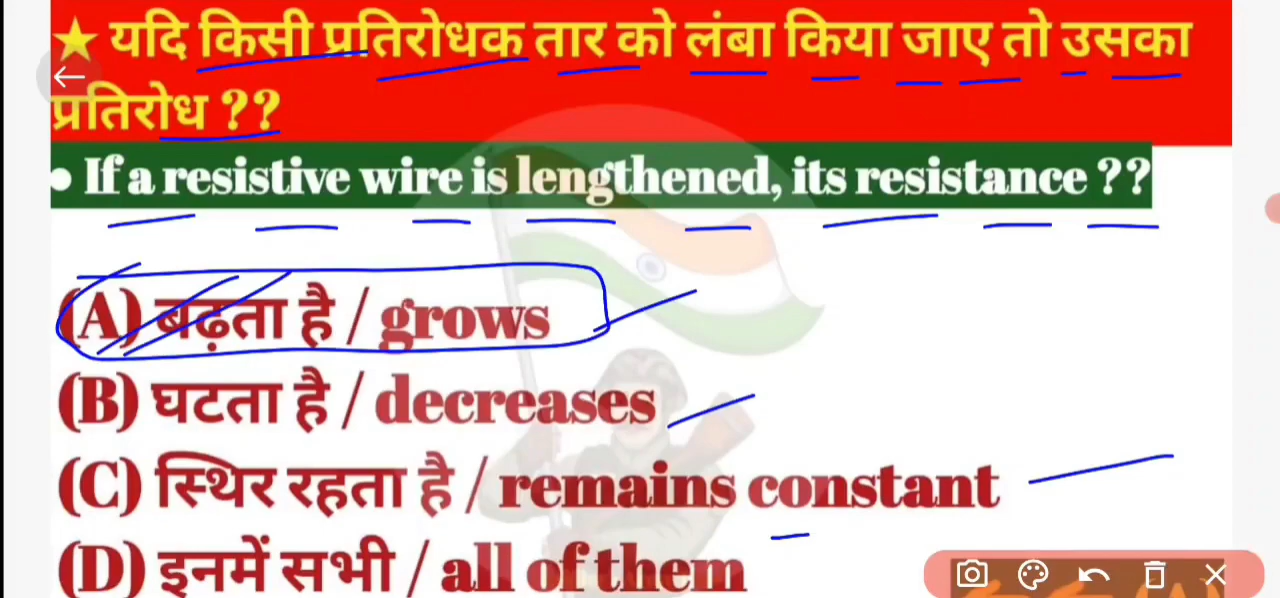 ★ यदि किसी प्रतिरोधक तार को लंबा किया जाए तो उसका
प्रतिरोध ??
• If a resistive wire is lengthened, its resistance ??
(A) बढ़ता है / grows
(B) घटता है / decreases
(C) स्थिर रहता है / remains constant
(D) इनमें सभी / all of them